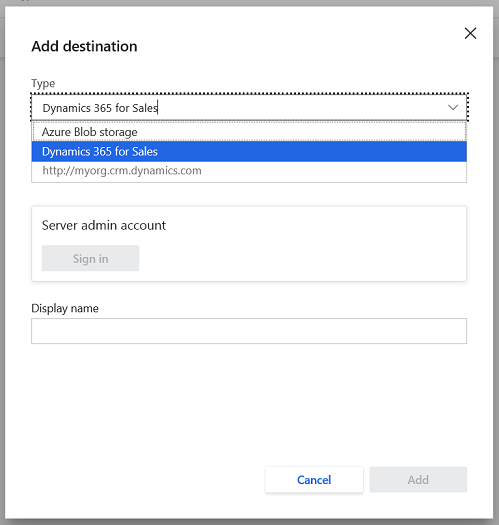 Add destination
Type
Dynamics 365 for Sales
Azure Blob storage
Dynamics 365 for Sales
http://myorg.crm.dynamics.com
Server admin account
Sign in
Display name
Cancel
Add